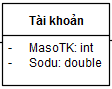 Tài khoản
- MasoTK: int
- Sodu: double